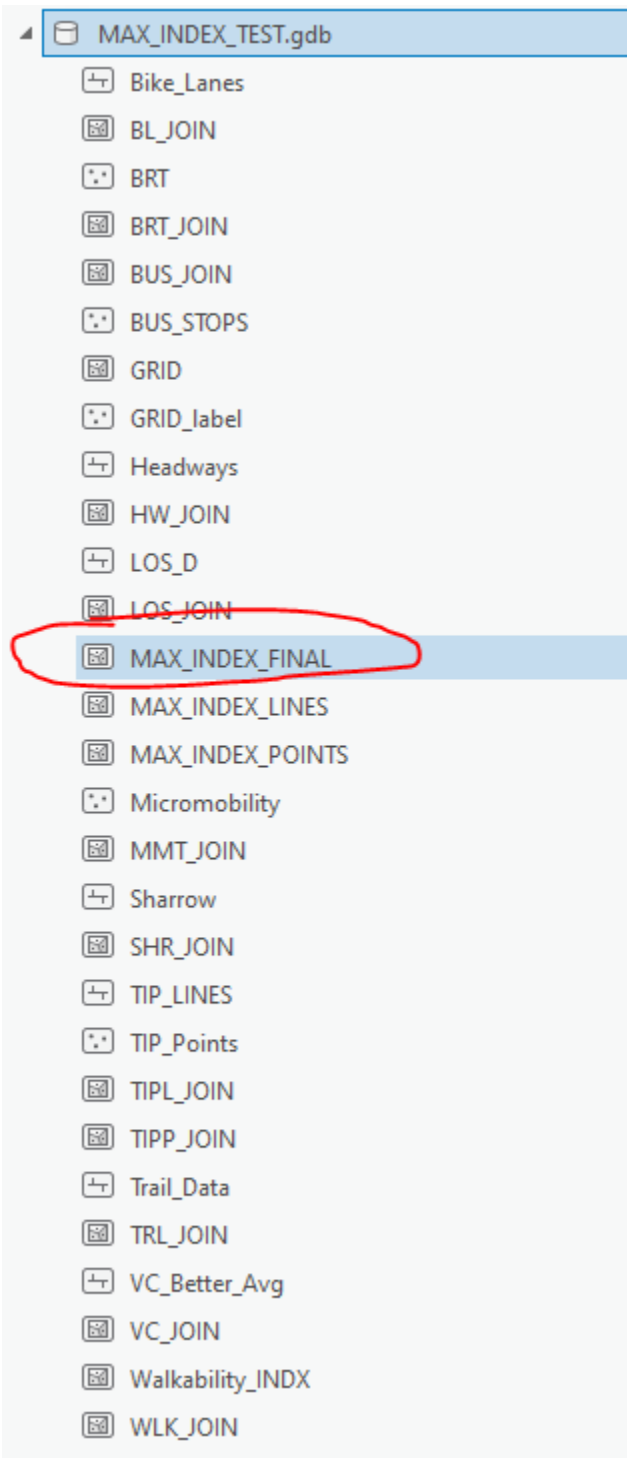 MAX_INDEX_TEST.gdb
Bike_Lanes
BL_JOIN
BRT
BRT_JOIN
BUS_JOIN
BUS_STOPS
GRID
GRID_label
Headways
HW_JOIN
LOS_D
LOS_JOIN
MAX_INDEX_FINAL
MAX_INDEX_LINES
MAX_INDEX_POINTS
Micromobility
MMT_JOIN
Sharrow
SHR_JOIN
TIP_LINES
TIP_Points
TIPL_JOIN
TIPP_JOIN
Trail_Data
TRL_JOIN
VC_Better_Avg
VC_JOIN
Walkability_INDX
WLK_JOIN